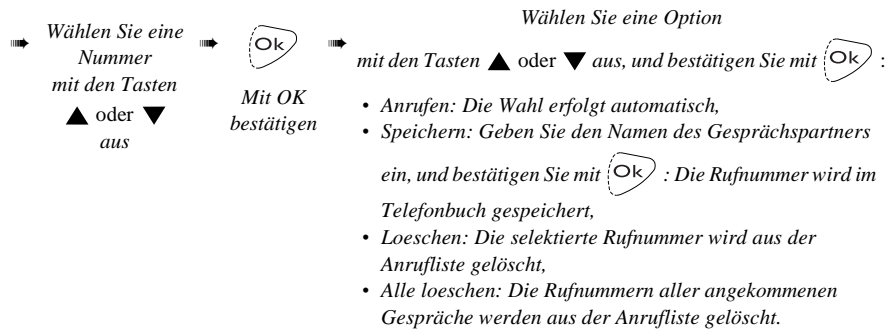 ➠ Wählen Sie eine
Nummer
mit den Tasten
▲ oder ▼
aus
➠ Ok
Mit OK
bestätigen
➠ Wählen Sie eine Option
mit den Tasten ▲ oder ▼ aus, und bestätigen Sie mit Ok :
• Anrufen: Die Wahl erfolgt automatisch,
• Speichern: Geben Sie den Namen des Gesprächspartners
ein, und bestätigen Sie mit Ok : Die Rufnummer wird im
Telefonbuch gespeichert,
• Loeschen: Die selektierte Rufnummer wird aus der
Anrufliste gelöscht,
• Alle loeschen: Die Rufnummern aller angekommenen
Gespräche werden aus der Anrufliste gelöscht.